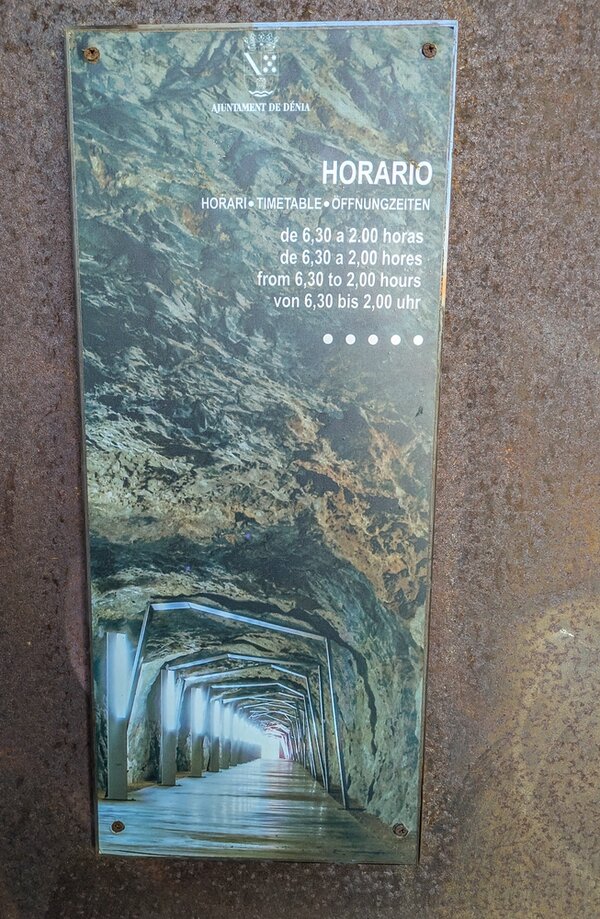 AJUNTAMENT DE DÉNIA
HORARIO
HORARI • TIMETABLE • ÖFFNUNGZEITEN
de 6,30 a 2.00 horas
de 6,30 a 2,00 hores
from 6,30 to 2,00 hours
von 6,30 bis 2,00 uhr